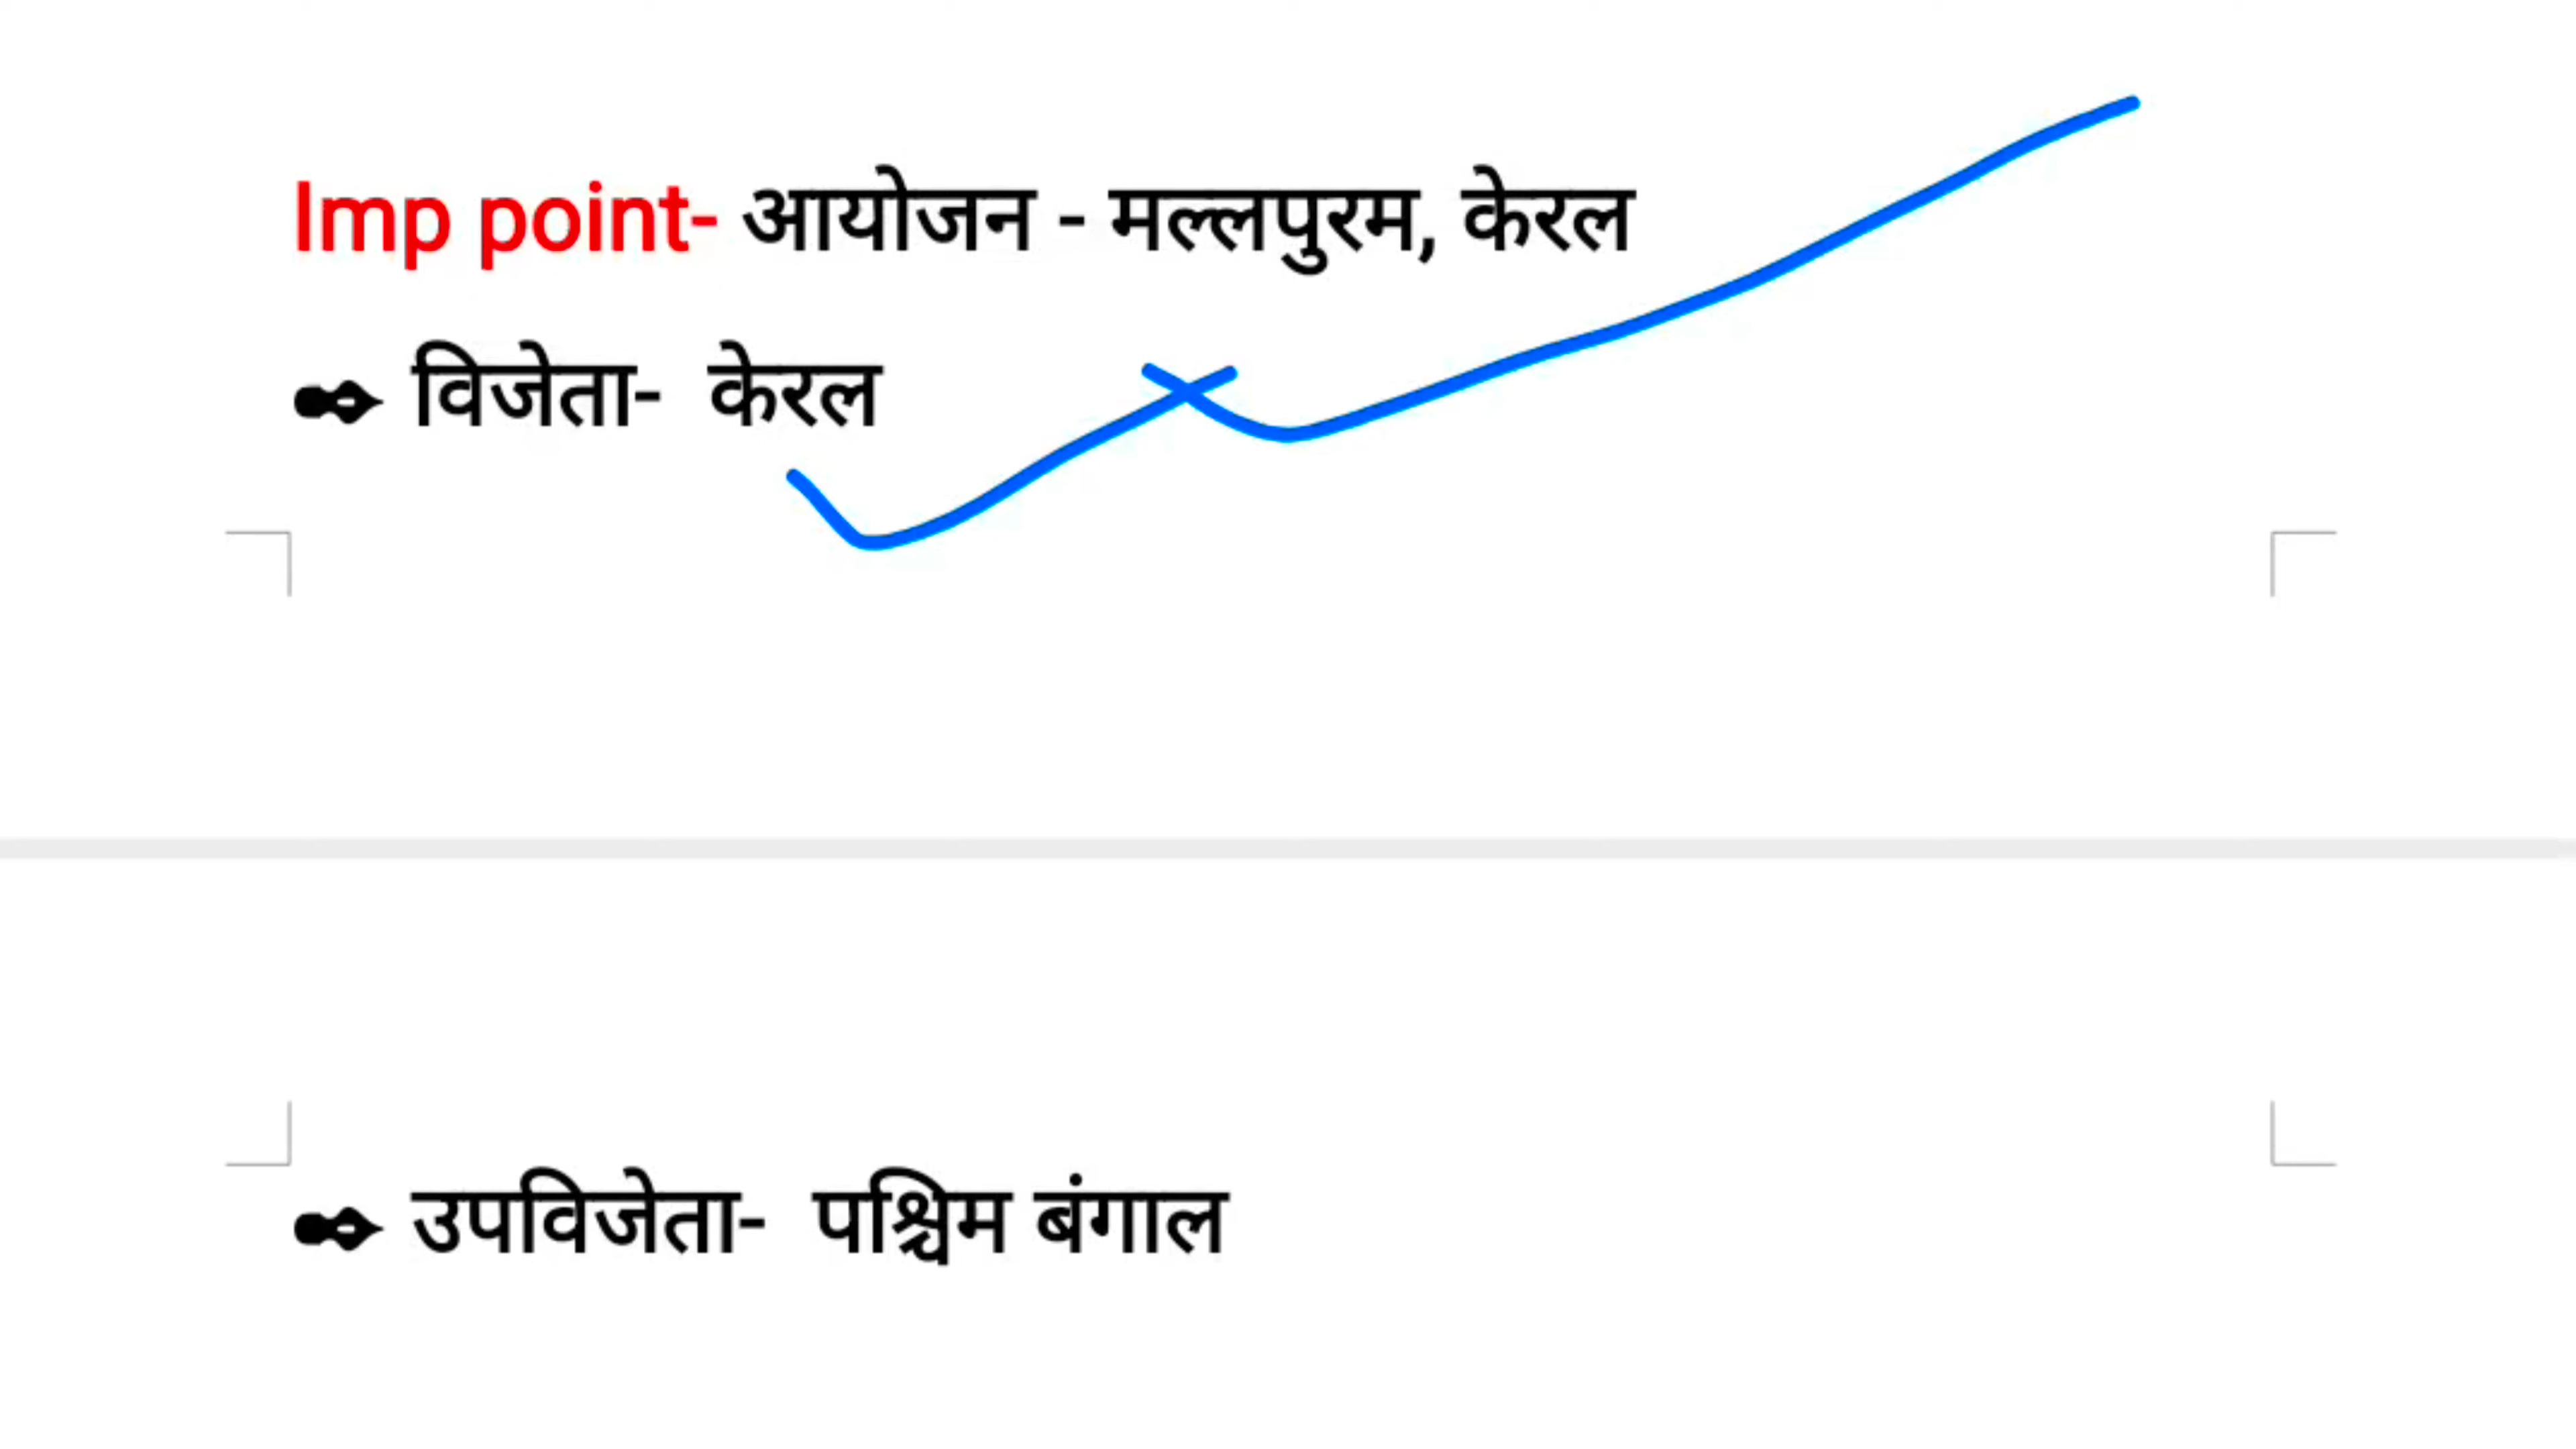 Imp point- आयोजन - मल्लपुरम, केरल
✒ विजेता- केरल
✒ उपविजेता- पश्चिम बंगाल